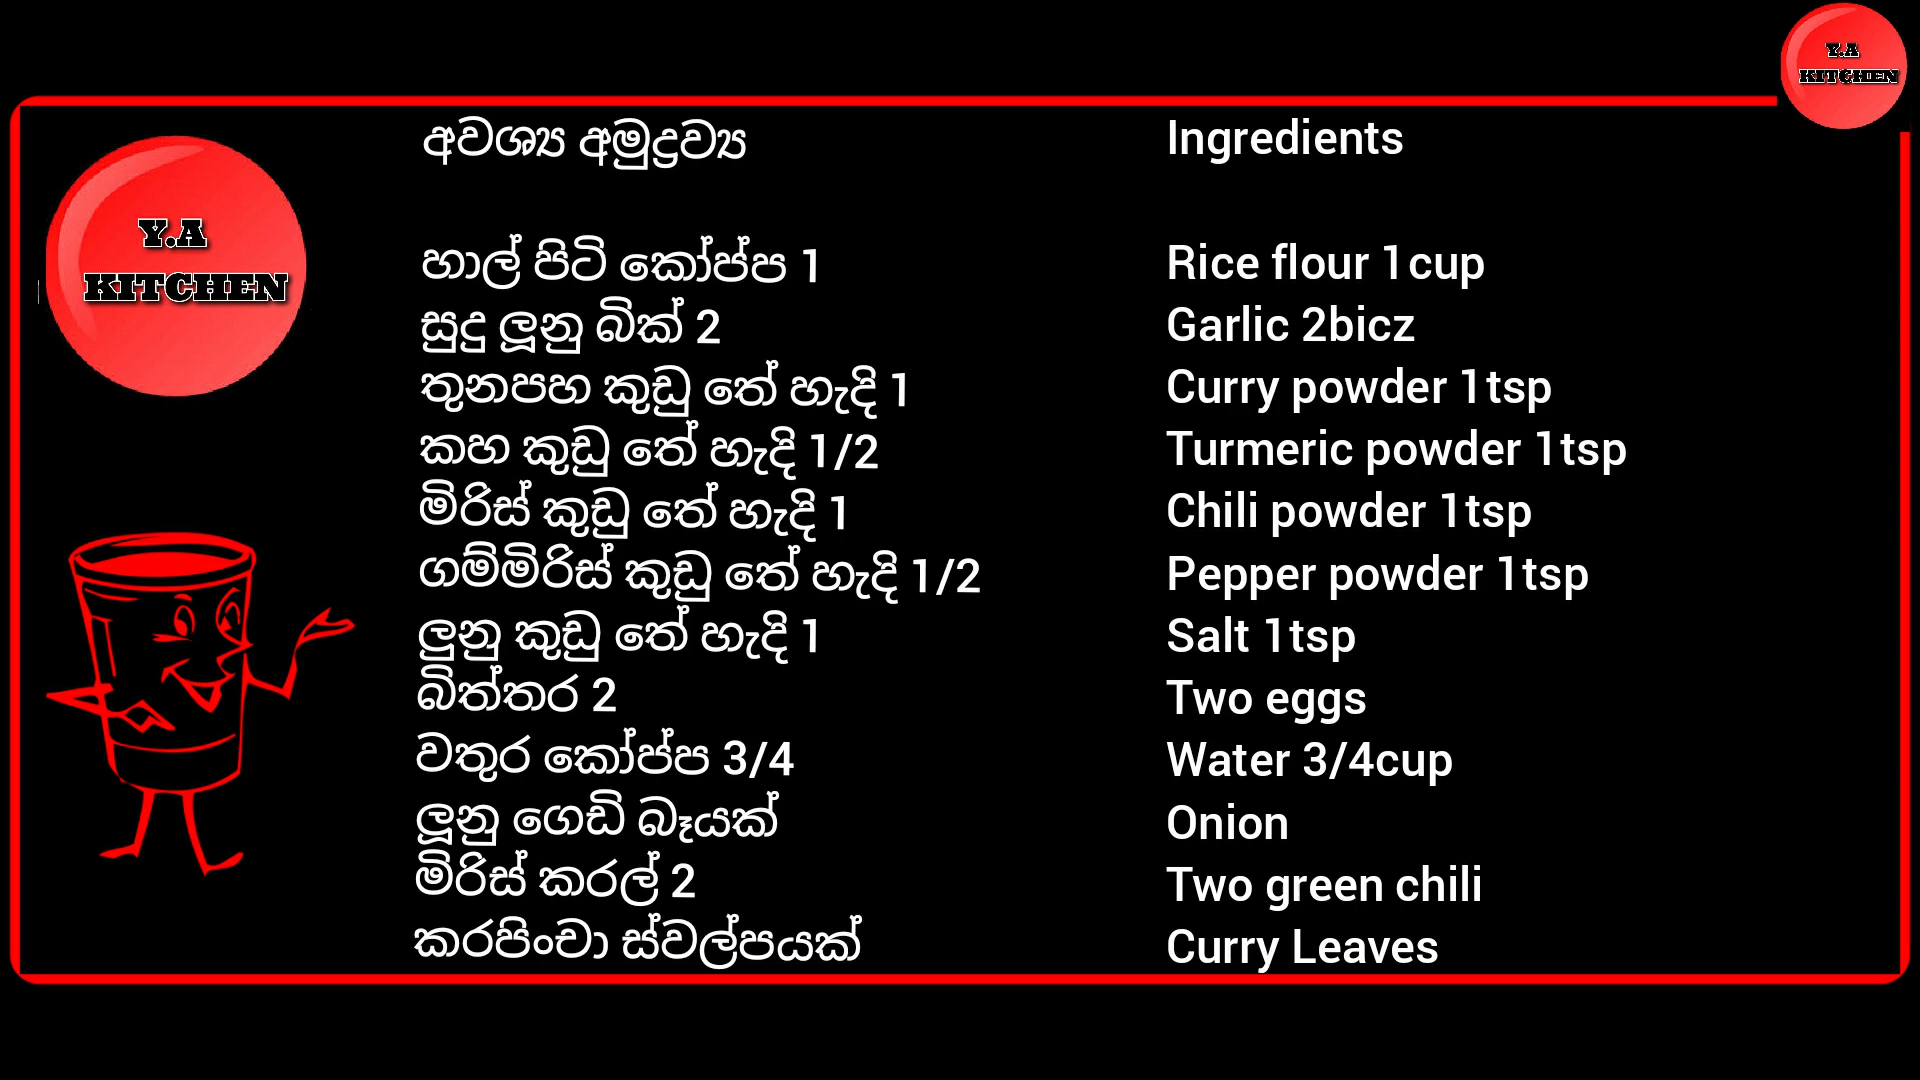 Y.A
KITCHEN
Y.A
KITCHEN
අවශ්‍ය අමුද්‍රව්‍ය
හාල් පිටි කෝප්ප 1
සුදු ලූනු බික් 2
තුනපහ කුඩු තේ හැදි 1
කහ කුඩු තේ හැදි 1/2
මිරිස් කුඩු තේ හැදි 1
ගම්මිරිස් කුඩු තේ හැදි 1/2
ලුනු කුඩු තේ හැදි 1
බිත්තර 2
වතුර කෝප්ප 3/4
ලූනු ගෙඩි බෑයක්
මිරිස් කරල් 2
කරපිංචා ස්වල්පයක්
Ingredients
Rice flour 1cup
Garlic 2bicz
Curry powder 1tsp
Turmeric powder 1tsp
Chili powder 1tsp
Pepper powder 1tsp
Salt 1tsp
Two eggs
Water 3/4cup
Onion
Two green chili
Curry Leaves